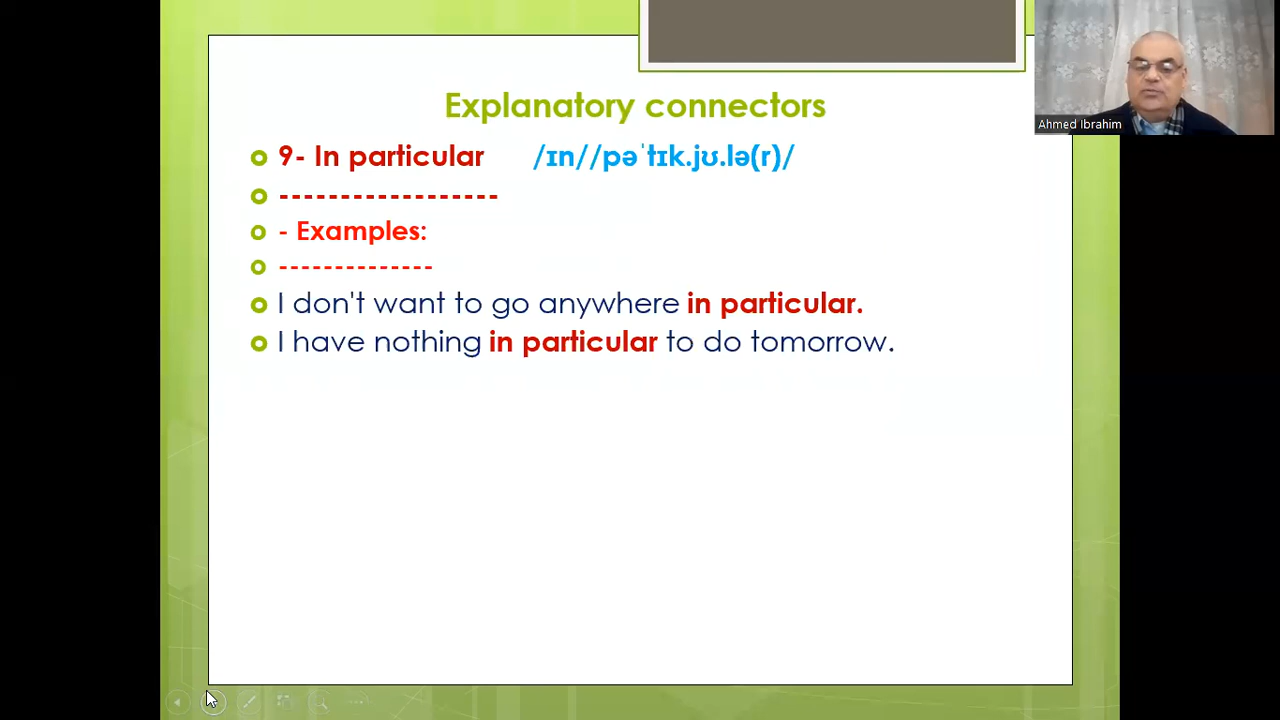 Explanatory connectors
9- In particular /ɪn//pəˈtɪk.jʊ.lə(r)/
------------------
- Examples:
--------------
I don't want to go anywhere in particular.
I have nothing in particular to do tomorrow.
Ahmed Ibrahim